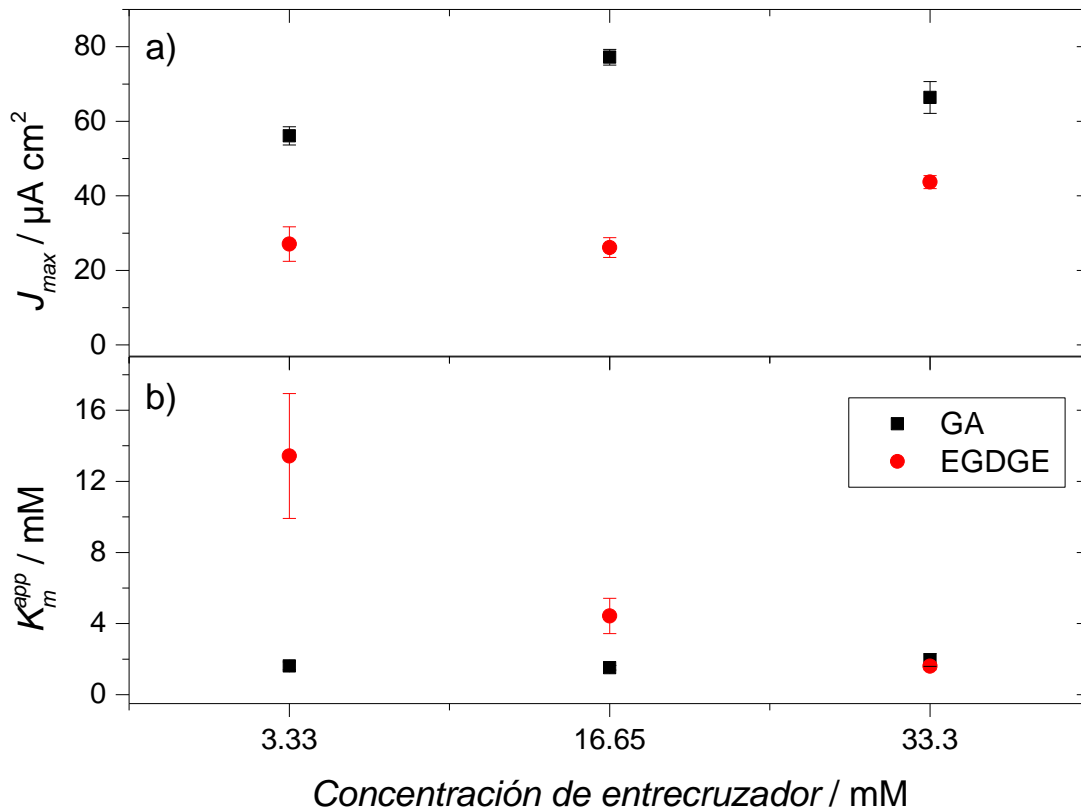 a)
80
60
40
20
0
J_max / μA cm²
b)
16
12
8
4
0
K_m^app / mM
GA
EGDGE
3.33
16.65
33.3
Concentración de entrecruzador / mM